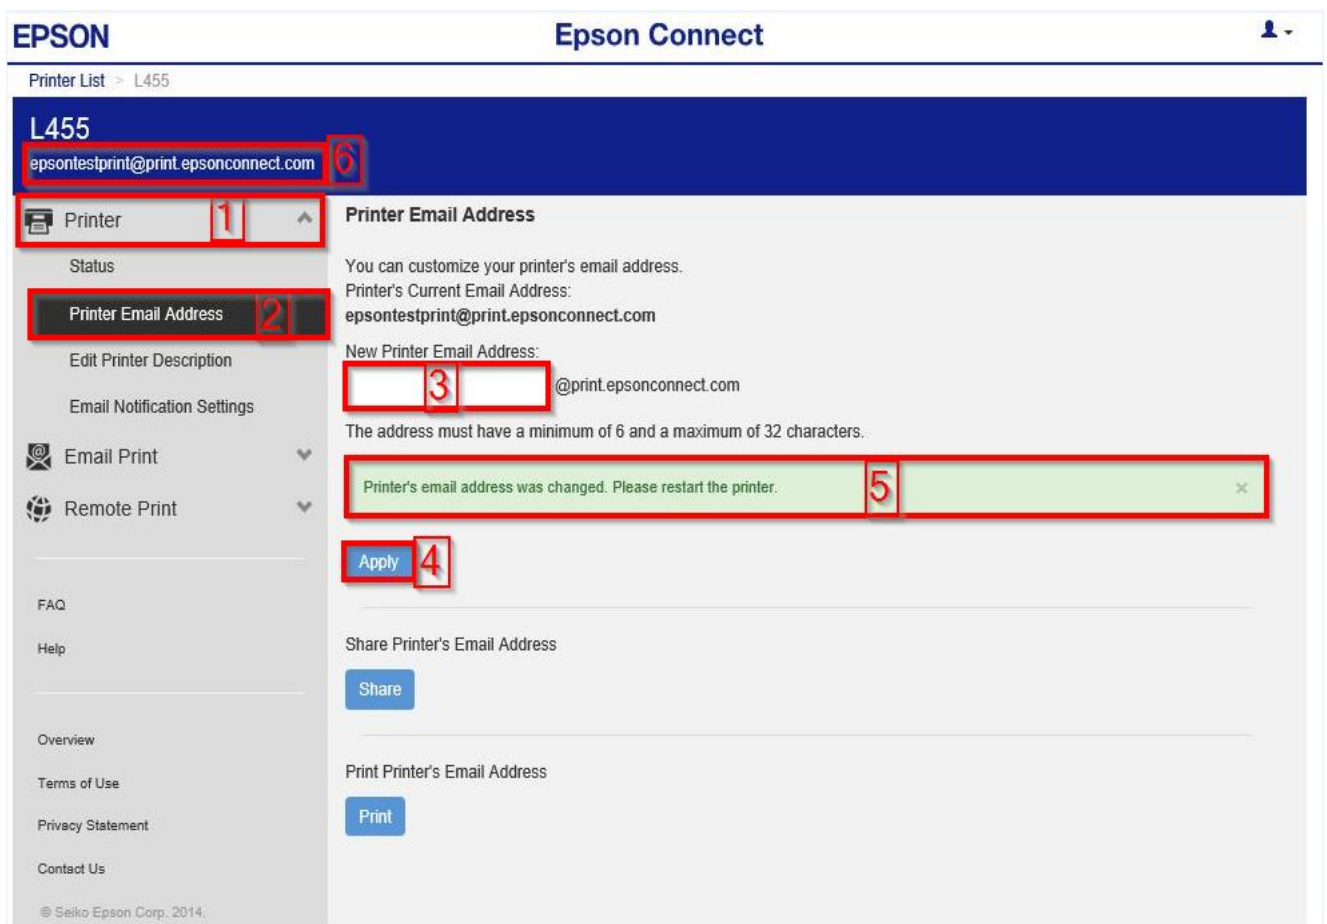 EPSON
Epson Connect
Printer List > L455
L455
epsontestprint@print.epsonconnect.com 6
Printer 1
Status
Printer Email Address 2
Edit Printer Description
Email Notification Settings
Email Print
Remote Print
FAQ
Help
Overview
Terms of Use
Privacy Statement
Contact Us
© Seiko Epson Corp. 2014.
Printer Email Address
You can customize your printer's email address.
Printer's Current Email Address:
epsontestprint@print.epsonconnect.com
New Printer Email Address:
3 @print.epsonconnect.com
The address must have a minimum of 6 and a maximum of 32 characters.
Printer's email address was changed. Please restart the printer. 5 ×
Apply 4
Share Printer's Email Address
Share
Print Printer's Email Address
Print